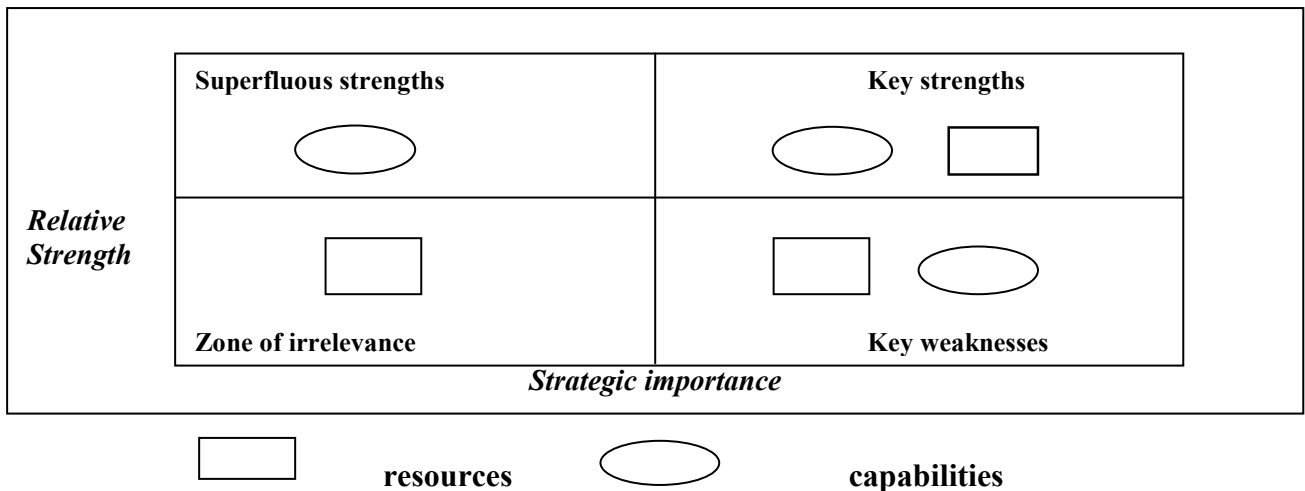 Superfluous strengths
Key strengths
Relative
Strength
Zone of irrelevance
Key weaknesses
Strategic importance
resources
capabilities